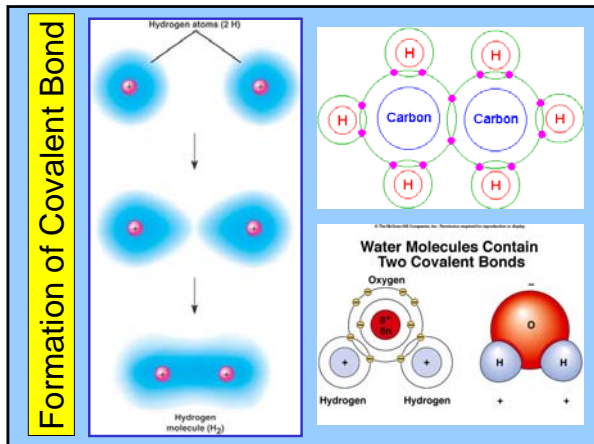 Formation of Covalent Bond
Hydrogen atoms (2 H)
+ +
+ +
+ +
Hydrogen
molecule (H₂)
H H
H Carbon Carbon H
H H
© The McGraw-Hill Companies, Inc. Permission required for reproduction or display.
Water Molecules Contain
Two Covalent Bonds
Oxygen
8+
8n
+ +
Hydrogen Hydrogen
–
O
H H
+ +